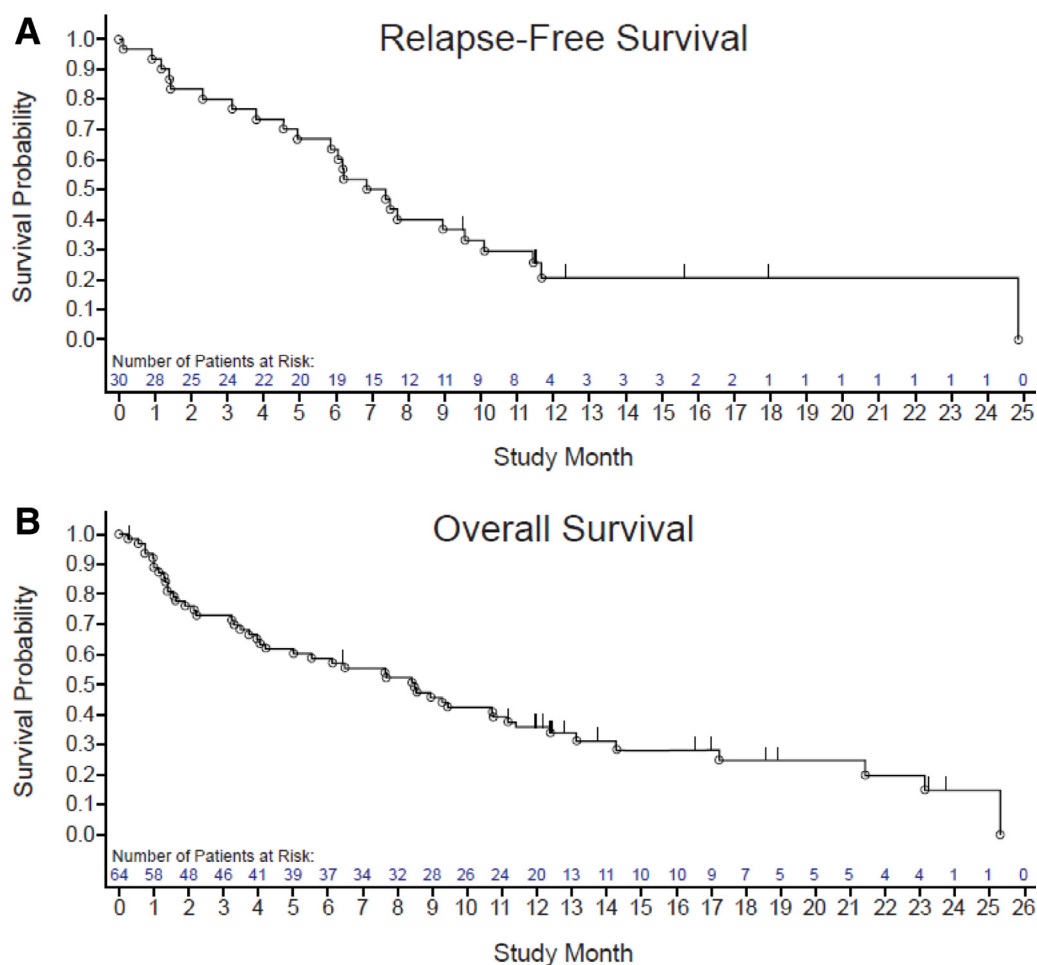 A
Relapse-Free Survival
Survival Probability
1.0
0.9
0.8
0.7
0.6
0.5
0.4
0.3
0.2
0.1
0.0
Number of Patients at Risk:
30 28 25 24 22 20 19 15 12 11 9 8 4 3 3 3 2 2 1 1 1 1 1 1 1 0
0 1 2 3 4 5 6 7 8 9 10 11 12 13 14 15 16 17 18 19 20 21 22 23 24 25
Study Month
B
Overall Survival
Survival Probability
1.0
0.9
0.8
0.7
0.6
0.5
0.4
0.3
0.2
0.1
0.0
Number of Patients at Risk:
64 58 48 46 41 39 37 34 32 28 26 24 20 13 11 10 10 9 7 5 5 5 4 4 1 1 0
0 1 2 3 4 5 6 7 8 9 10 11 12 13 14 15 16 17 18 19 20 21 22 23 24 25 26
Study Month